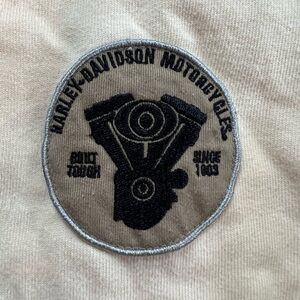 HARLEY-DAVIDSON MOTORCYCLES
BUILT SINCE
TOUGH 1903